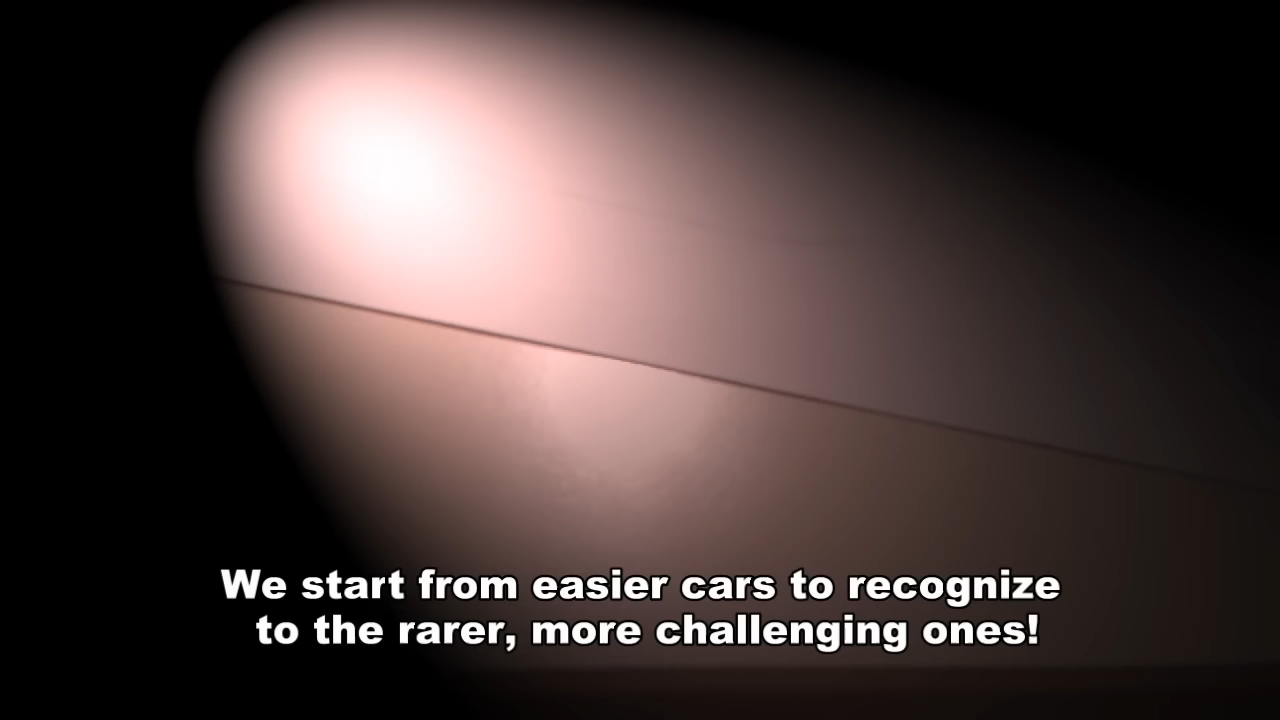 We start from easier cars to recognize
to the rarer, more challenging ones!